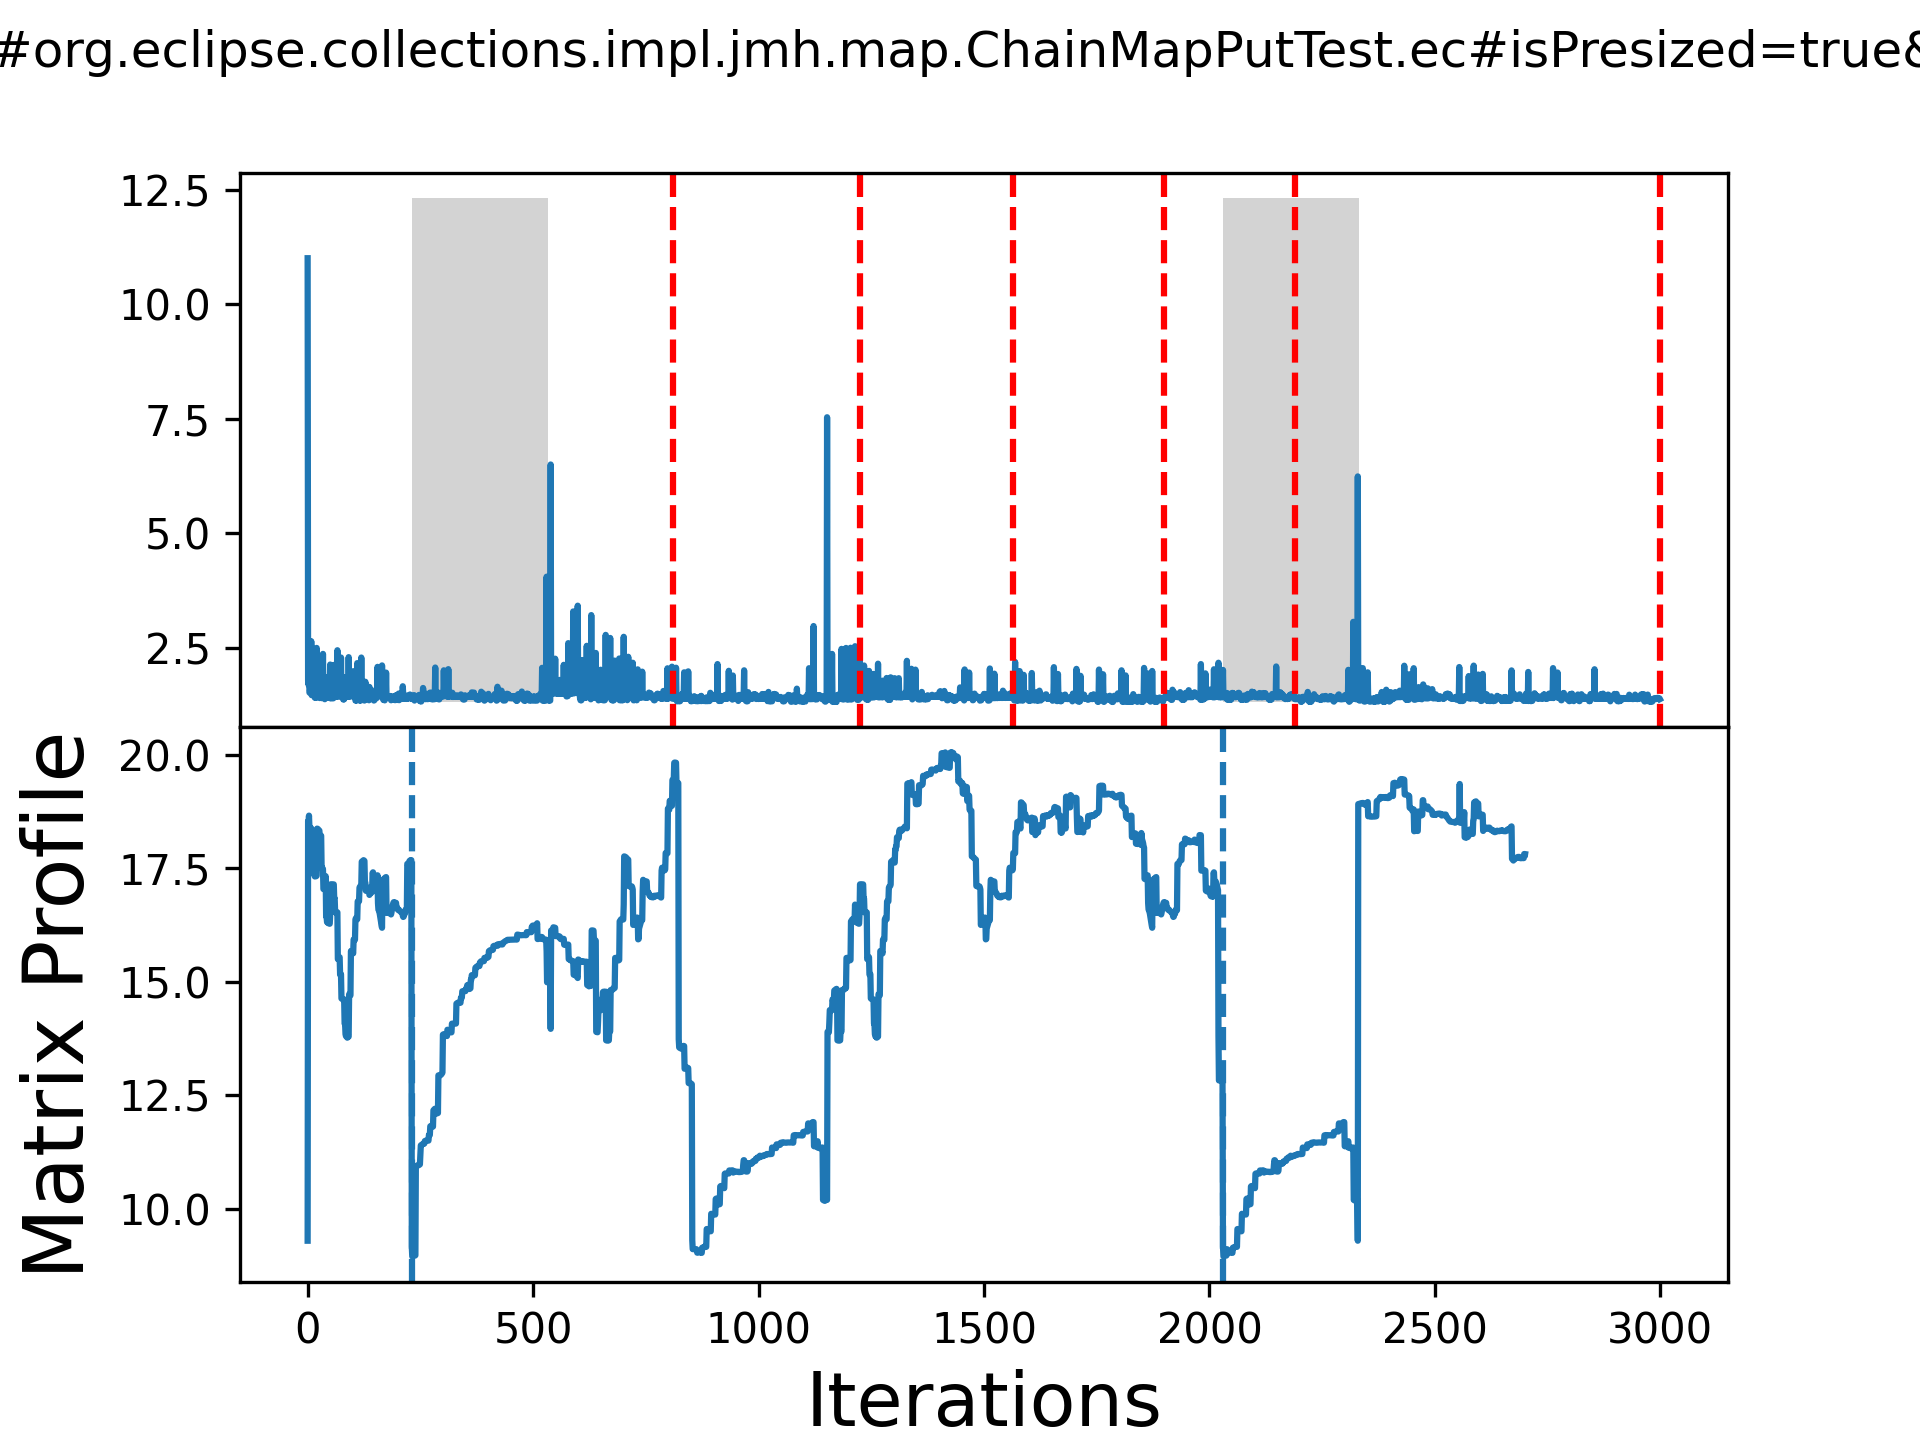 #org.eclipse.collections.impl.jmh.map.ChainMapPutTest.ec#isPresized=true&
12.5
10.0
7.5
5.0
2.5
20.0
17.5
15.0
12.5
10.0
Matrix Profile
0 500 1000 1500 2000 2500 3000
Iterations